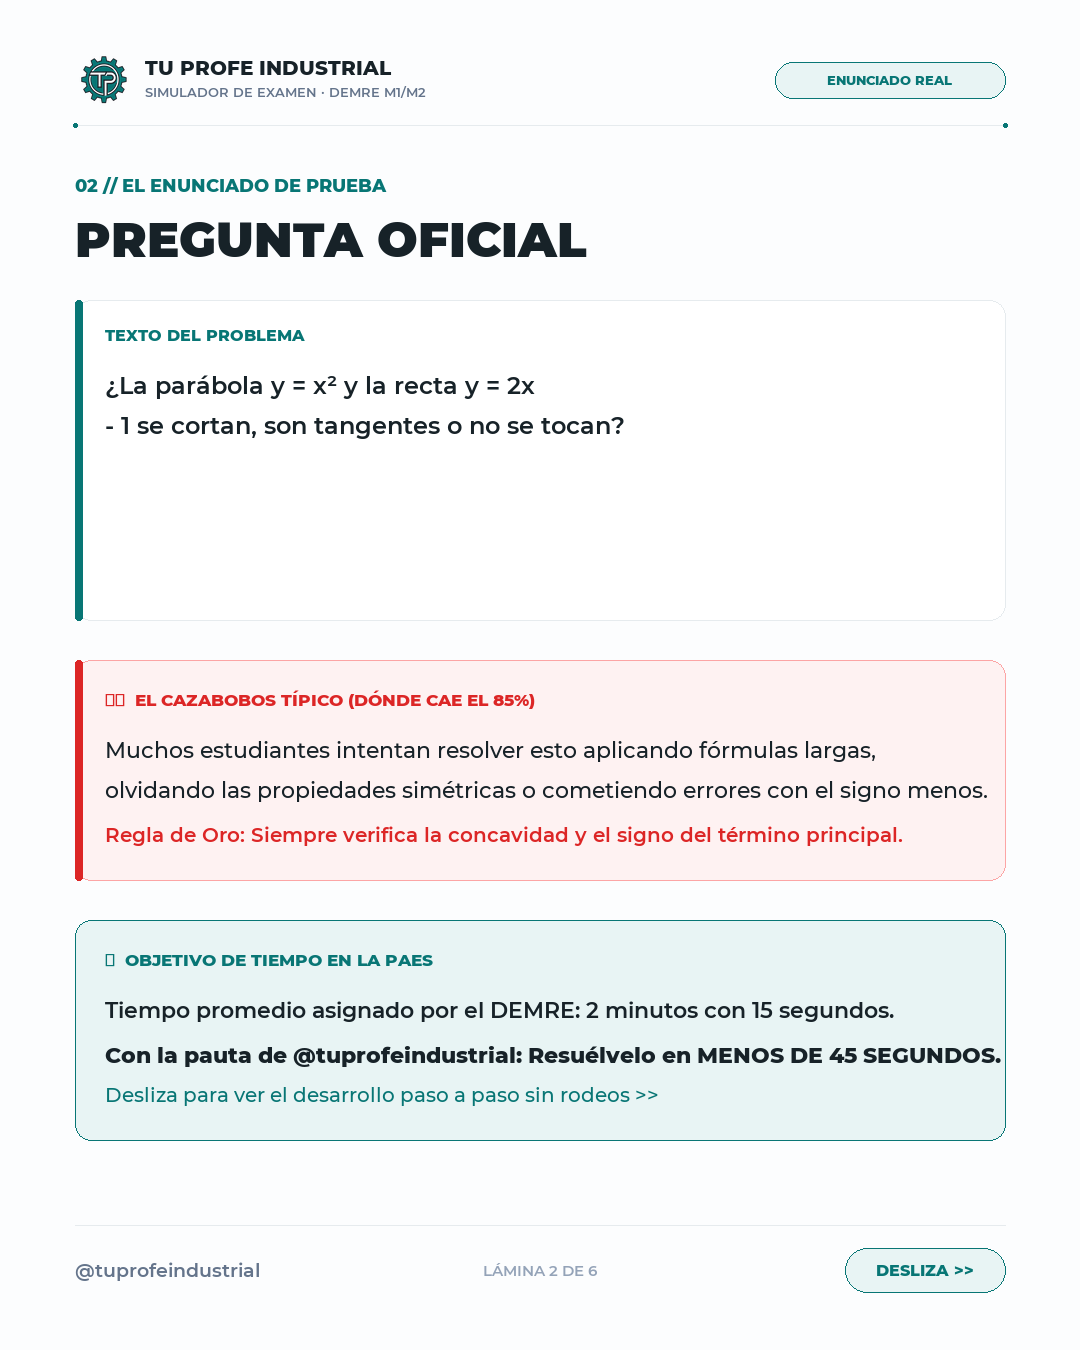 TU PROFE INDUSTRIAL
SIMULADOR DE EXAMEN · DEMRE M1/M2
ENUNCIADO REAL
02 // EL ENUNCIADO DE PRUEBA
PREGUNTA OFICIAL
TEXTO DEL PROBLEMA
¿La parábola y = x² y la recta y = 2x
- 1 se cortan, son tangentes o no se tocan?
EL CAZABOBOS TÍPICO (DÓNDE CAE EL 85%)
Muchos estudiantes intentan resolver esto aplicando fórmulas largas,
olvidando las propiedades simétricas o cometiendo errores con el signo menos.
Regla de Oro: Siempre verifica la concavidad y el signo del término principal.
OBJETIVO DE TIEMPO EN LA PAES
Tiempo promedio asignado por el DEMRE: 2 minutos con 15 segundos.
Con la pauta de @tuprofeindustrial: Resuélvelo en MENOS DE 45 SEGUNDOS.
Desliza para ver el desarrollo paso a paso sin rodeos >>
@tuprofeindustrial
LÁMINA 2 DE 6
DESLIZA >>